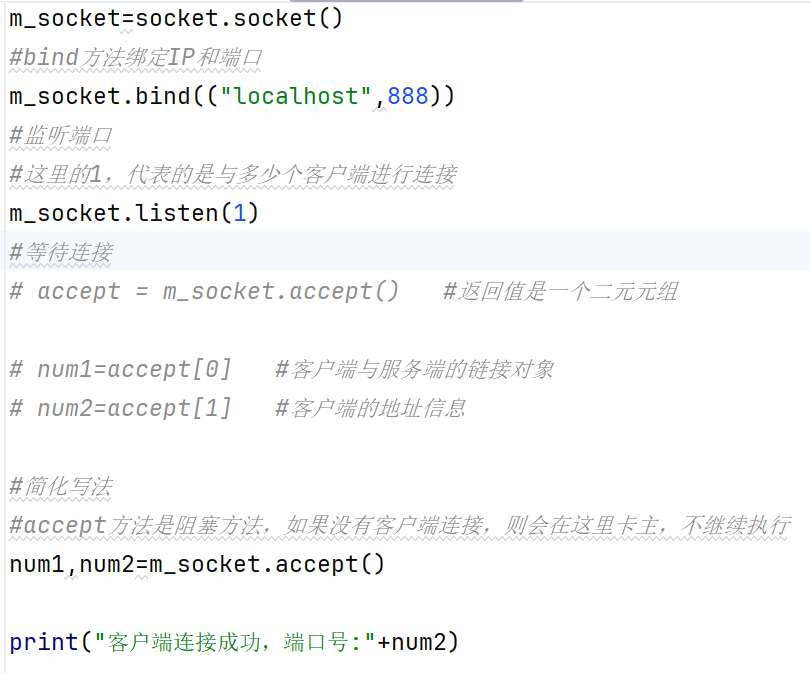 m_socket=socket.socket()
#bind方法绑定IP和端口
m_socket.bind(("localhost",888))
#监听端口
#这里的1，代表的是与多少个客户端进行连接
m_socket.listen(1)
#等待连接
# accept = m_socket.accept()   #返回值是一个二元元组
# num1=accept[0]   #客户端与服务端的链接对象
# num2=accept[1]   #客户端的地址信息
#简化写法
#accept方法是阻塞方法，如果没有客户端连接，则会在这里卡主，不继续执行
num1,num2=m_socket.accept()
print("客户端连接成功，端口号:"+num2)